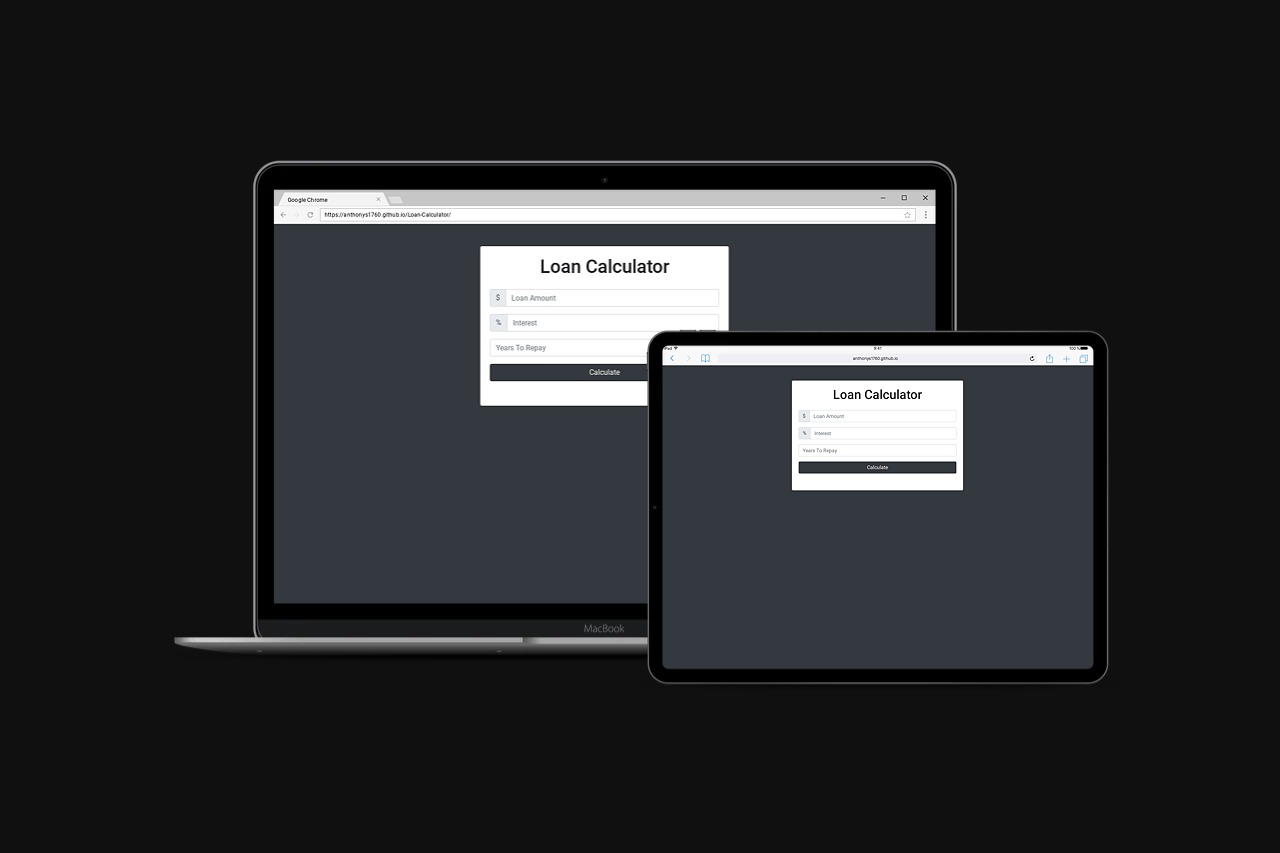 Google Chrome
https://anthonys1760.github.io/Loan-Calculator/
Loan Calculator
$ Loan Amount
% Interest
Years To Repay
Calculate
MacBook
iPad 9:41 100 %
anthonys1760.github.io
Loan Calculator
$ Loan Amount
% Interest
Years To Repay
Calculate